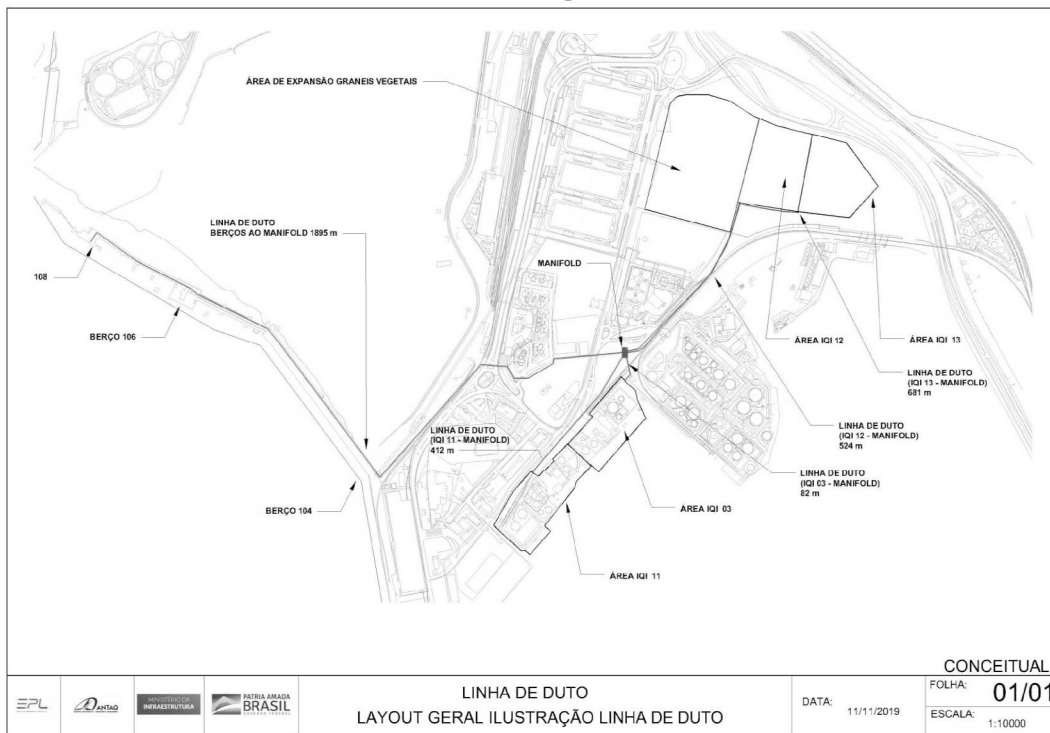 ÁREA DE EXPANSÃO GRANEIS VEGETAIS
LINHA DE DUTO
BERÇOS AO MANIFOLD 1895 m
MANIFOLD
108
BERÇO 106
ÁREA IQI 12
ÁREA IQI 13
LINHA DE DUTO
(IQI 13 - MANIFOLD)
681 m
LINHA DE DUTO
(IQI 11 - MANIFOLD)
412 m
LINHA DE DUTO
(IQI 12 - MANIFOLD)
524 m
LINHA DE DUTO
(IQI 03 - MANIFOLD)
82 m
BERÇO 104
ÁREA IQI 03
ÁREA IQI 11
CONCEITUAL
EPL
ANTAQ
MINISTÉRIO DA
INFRAESTRUTURA
PÁTRIA AMADA
BRASIL
GOVERNO FEDERAL
LINHA DE DUTO
LAYOUT GERAL ILUSTRAÇÃO LINHA DE DUTO
DATA:
11/11/2019
FOLHA:
01/01
ESCALA:
1:10000